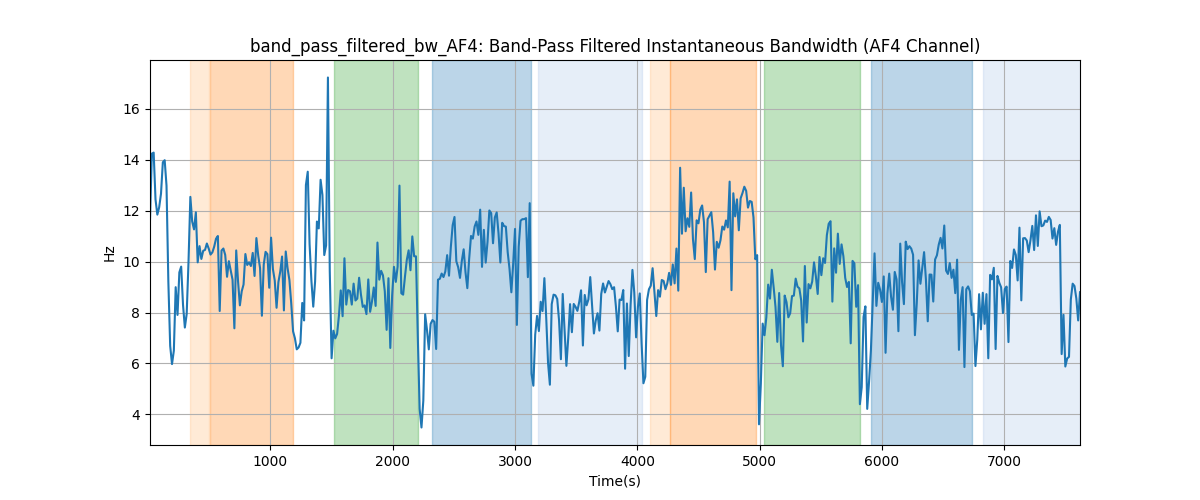 band_pass_filtered_bw_AF4: Band-Pass Filtered Instantaneous Bandwidth (AF4 Channel)
16
14
12
10
8
6
4
Hz
1000 2000 3000 4000 5000 6000 7000
Time(s)